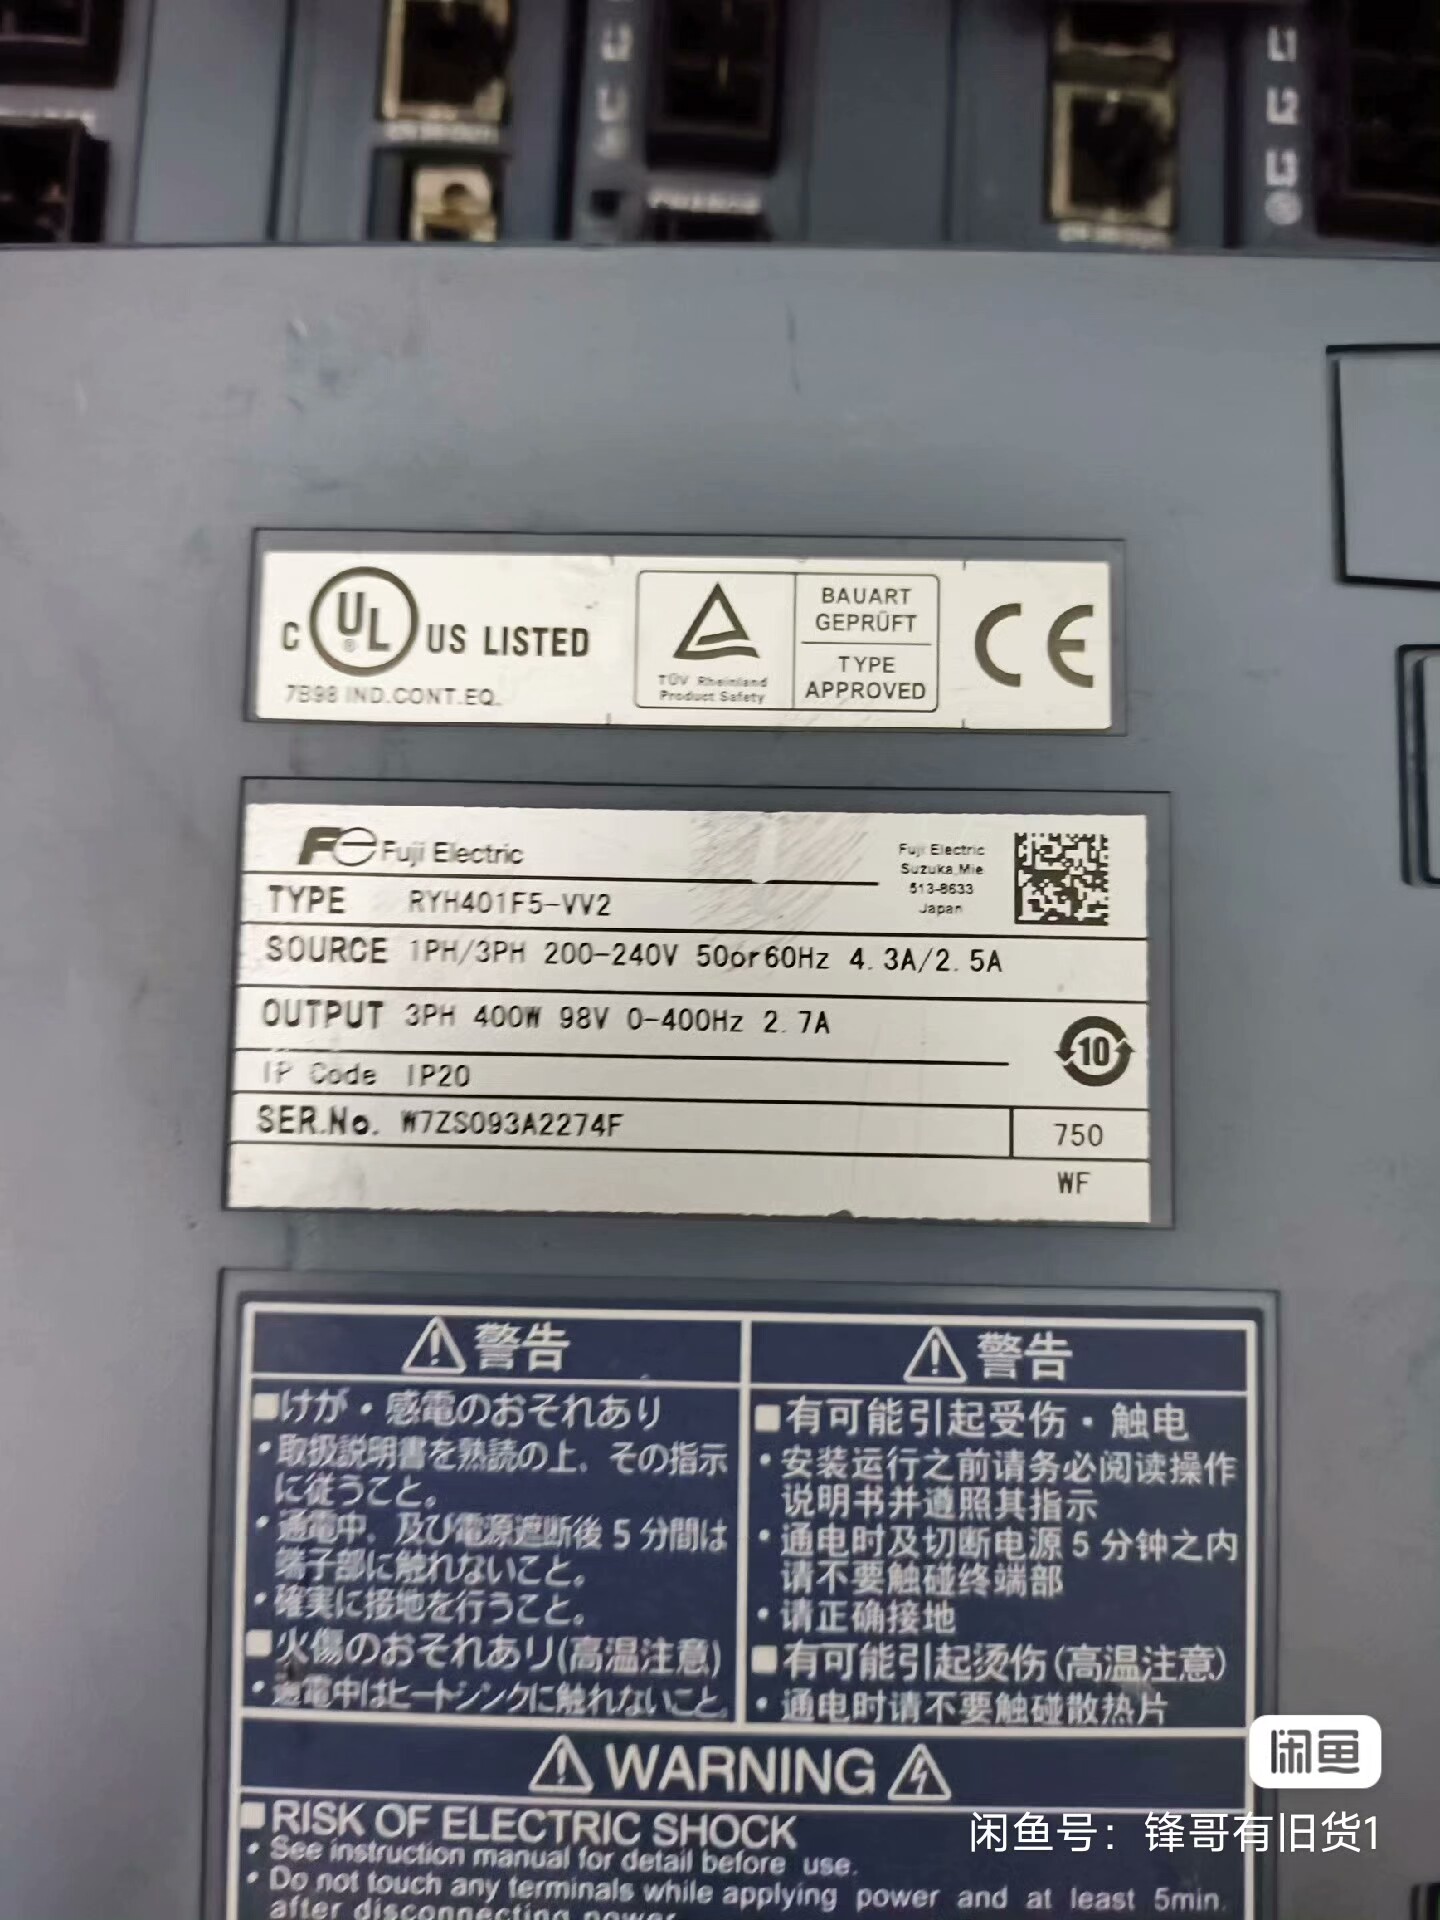 L2
L1
L1
L2
L3
C UL ® US LISTED
7B98 IND.CONT.EQ.
TÜV Rheinland
Product Safety
BAUART
GEPRÜFT
TYPE
APPROVED
CE
Fe Fuji Electric
Fuji Electric
Suzuka,Mie
513-8633
Japan
TYPE RYH401F5-VV2
SOURCE 1PH/3PH 200-240V 50or60Hz 4.3A/2.5A
OUTPUT 3PH 400W 98V 0-400Hz 2.7A
10
IP Code IP20
SER.No. W7ZS093A2274F
750
WF
警告
■けが・感電のおそれあり
・取扱説明書を熟読の上、その指示
に従うこと。
・通電中、及び電源遮断後5分間は
端子部に触れないこと。
・確実に接地を行うこと。
■火傷のおそれあり(高温注意)
・通電中はヒートシンクに触れないこと。
警告
■有可能引起受伤・触电
・安装运行之前请务必阅读操作
说明书并遵照其指示
・通电时及切断电源5分钟之内
请不要触碰终端部
・请正确接地
■有可能引起烫伤(高温注意)
・通电时请不要触碰散热片
WARNING
■RISK OF ELECTRIC SHOCK
・See instruction manual for detail before use.
・Do not touch any terminals while applying power and at least 5min.
after disconnecting power.
闲鱼
闲鱼号：锋哥有旧货1